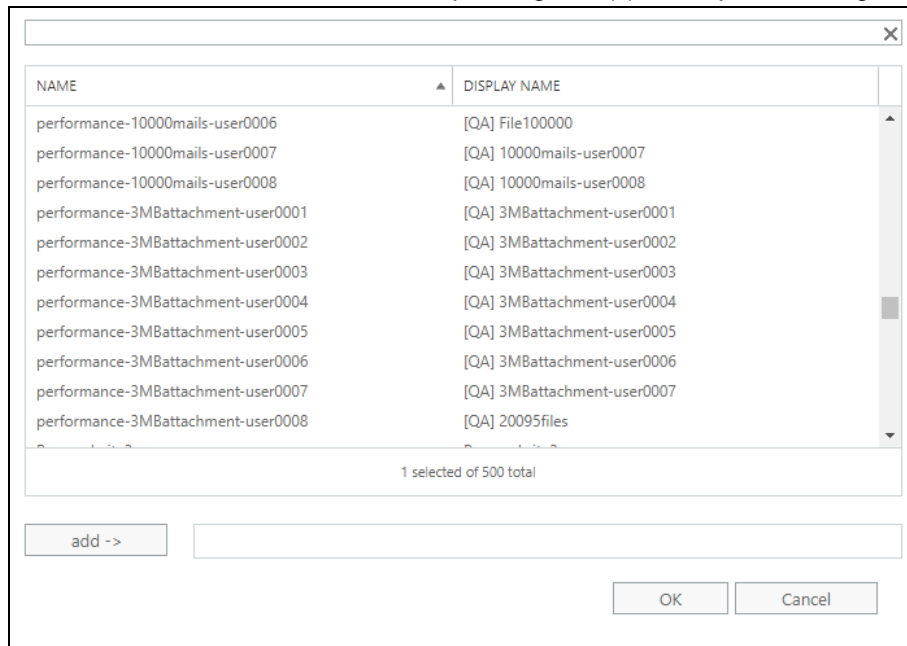 NAME DISPLAY NAME
performance-10000mails-user0006 [QA] File100000
performance-10000mails-user0007 [QA] 10000mails-user0007
performance-10000mails-user0008 [QA] 10000mails-user0008
performance-3MBattachment-user0001 [QA] 3MBattachment-user0001
performance-3MBattachment-user0002 [QA] 3MBattachment-user0002
performance-3MBattachment-user0003 [QA] 3MBattachment-user0003
performance-3MBattachment-user0004 [QA] 3MBattachment-user0004
performance-3MBattachment-user0005 [QA] 3MBattachment-user0005
performance-3MBattachment-user0006 [QA] 3MBattachment-user0006
performance-3MBattachment-user0007 [QA] 3MBattachment-user0007
performance-3MBattachment-user0008 [QA] 20095files
1 selected of 500 total
add ->
OK Cancel